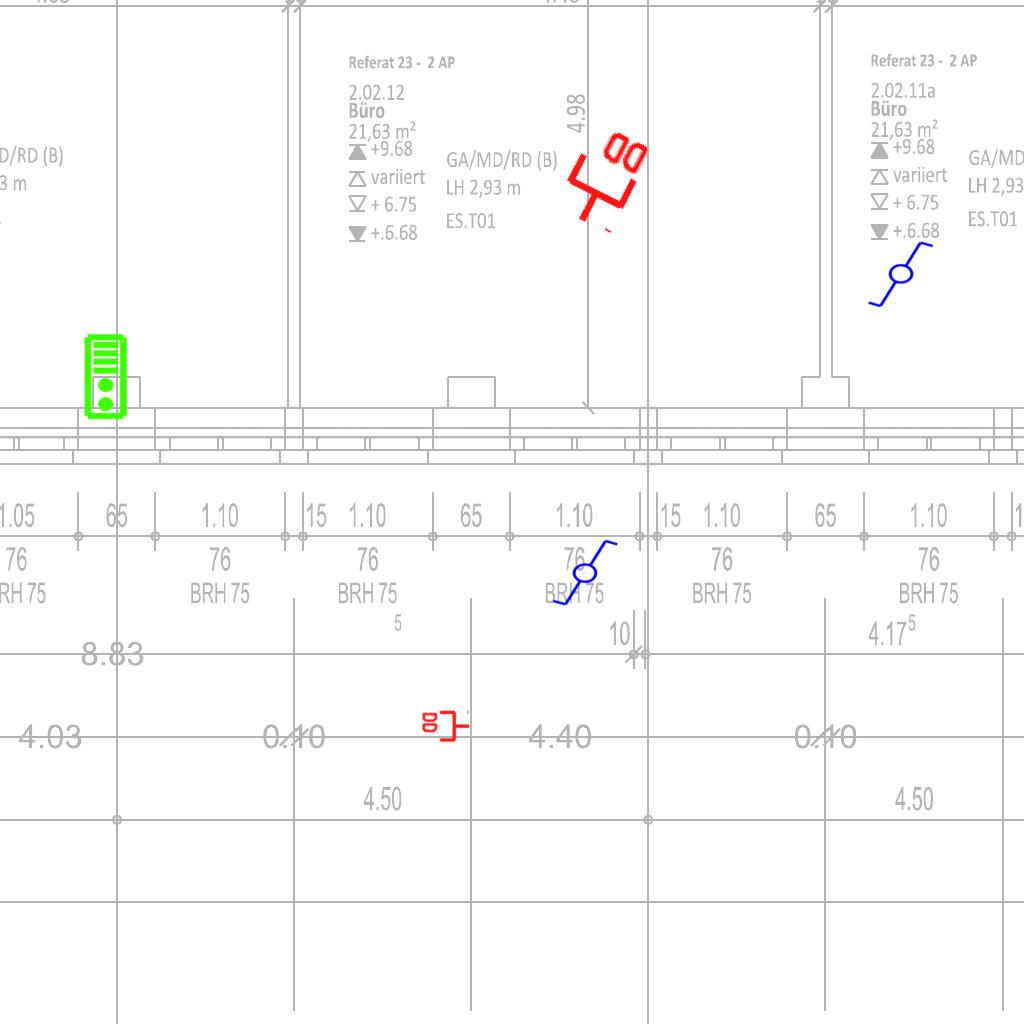 Referat 23 - 2 AP
2.02.12
Büro
21,63 m²
+9.68
variiert
+ 6.75
+.6.68
GA/MD/RD (B)
LH 2,93 m
ES.T01
4.98
DD
Referat 23 - 2 AP
2.02.11a
Büro
21,63 m²
+9.68
variiert
+ 6.75
+.6.68
GA/MD
LH 2,93
ES.T01
D/RD (B)
3 m
1.05 65 1.10 15 1.10 65 1.10 15 1.10 65 1.10 1
76 76 76 76 76 76
RH 75 BRH 75 BRH 75 BRH 75 BRH 75 BRH 75
5 10 4.17⁵
8.83
DD
4.03 0.10 4.40 0.10
4.50 4.50